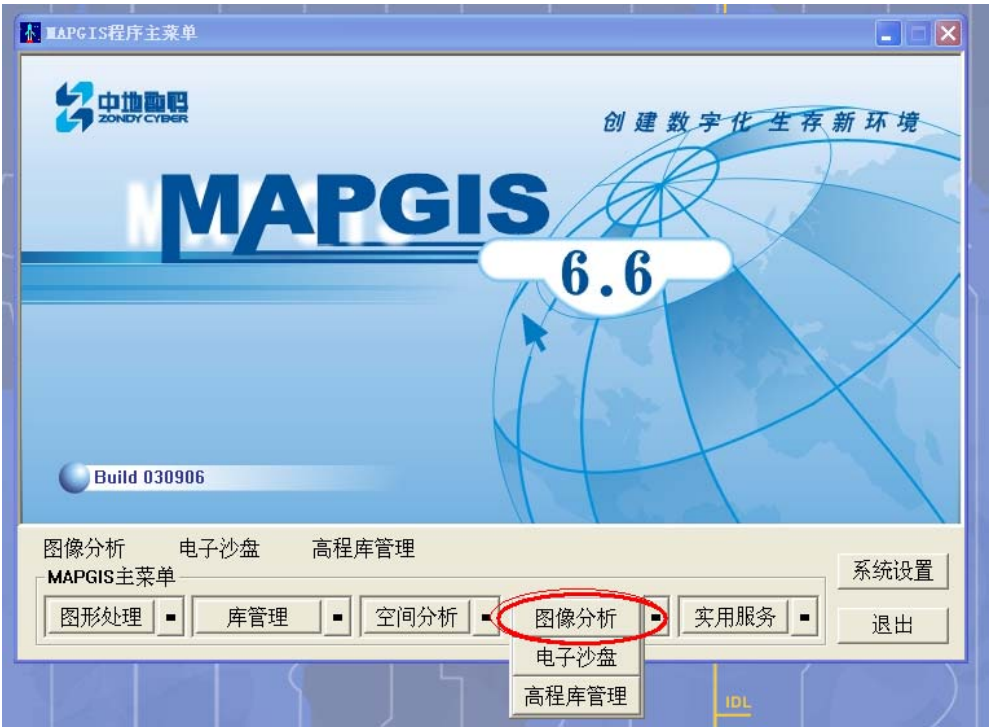 MAPGIS程序主菜单
中地数码
ZONDY CYBER
创建数字化 生存新环境
MAPGIS
6.6
Build 030906
图像分析 电子沙盘 高程库管理
MAPGIS主菜单
系统设置
图形处理 库管理 空间分析 图像分析 实用服务
退出
电子沙盘
高程库管理
IDL